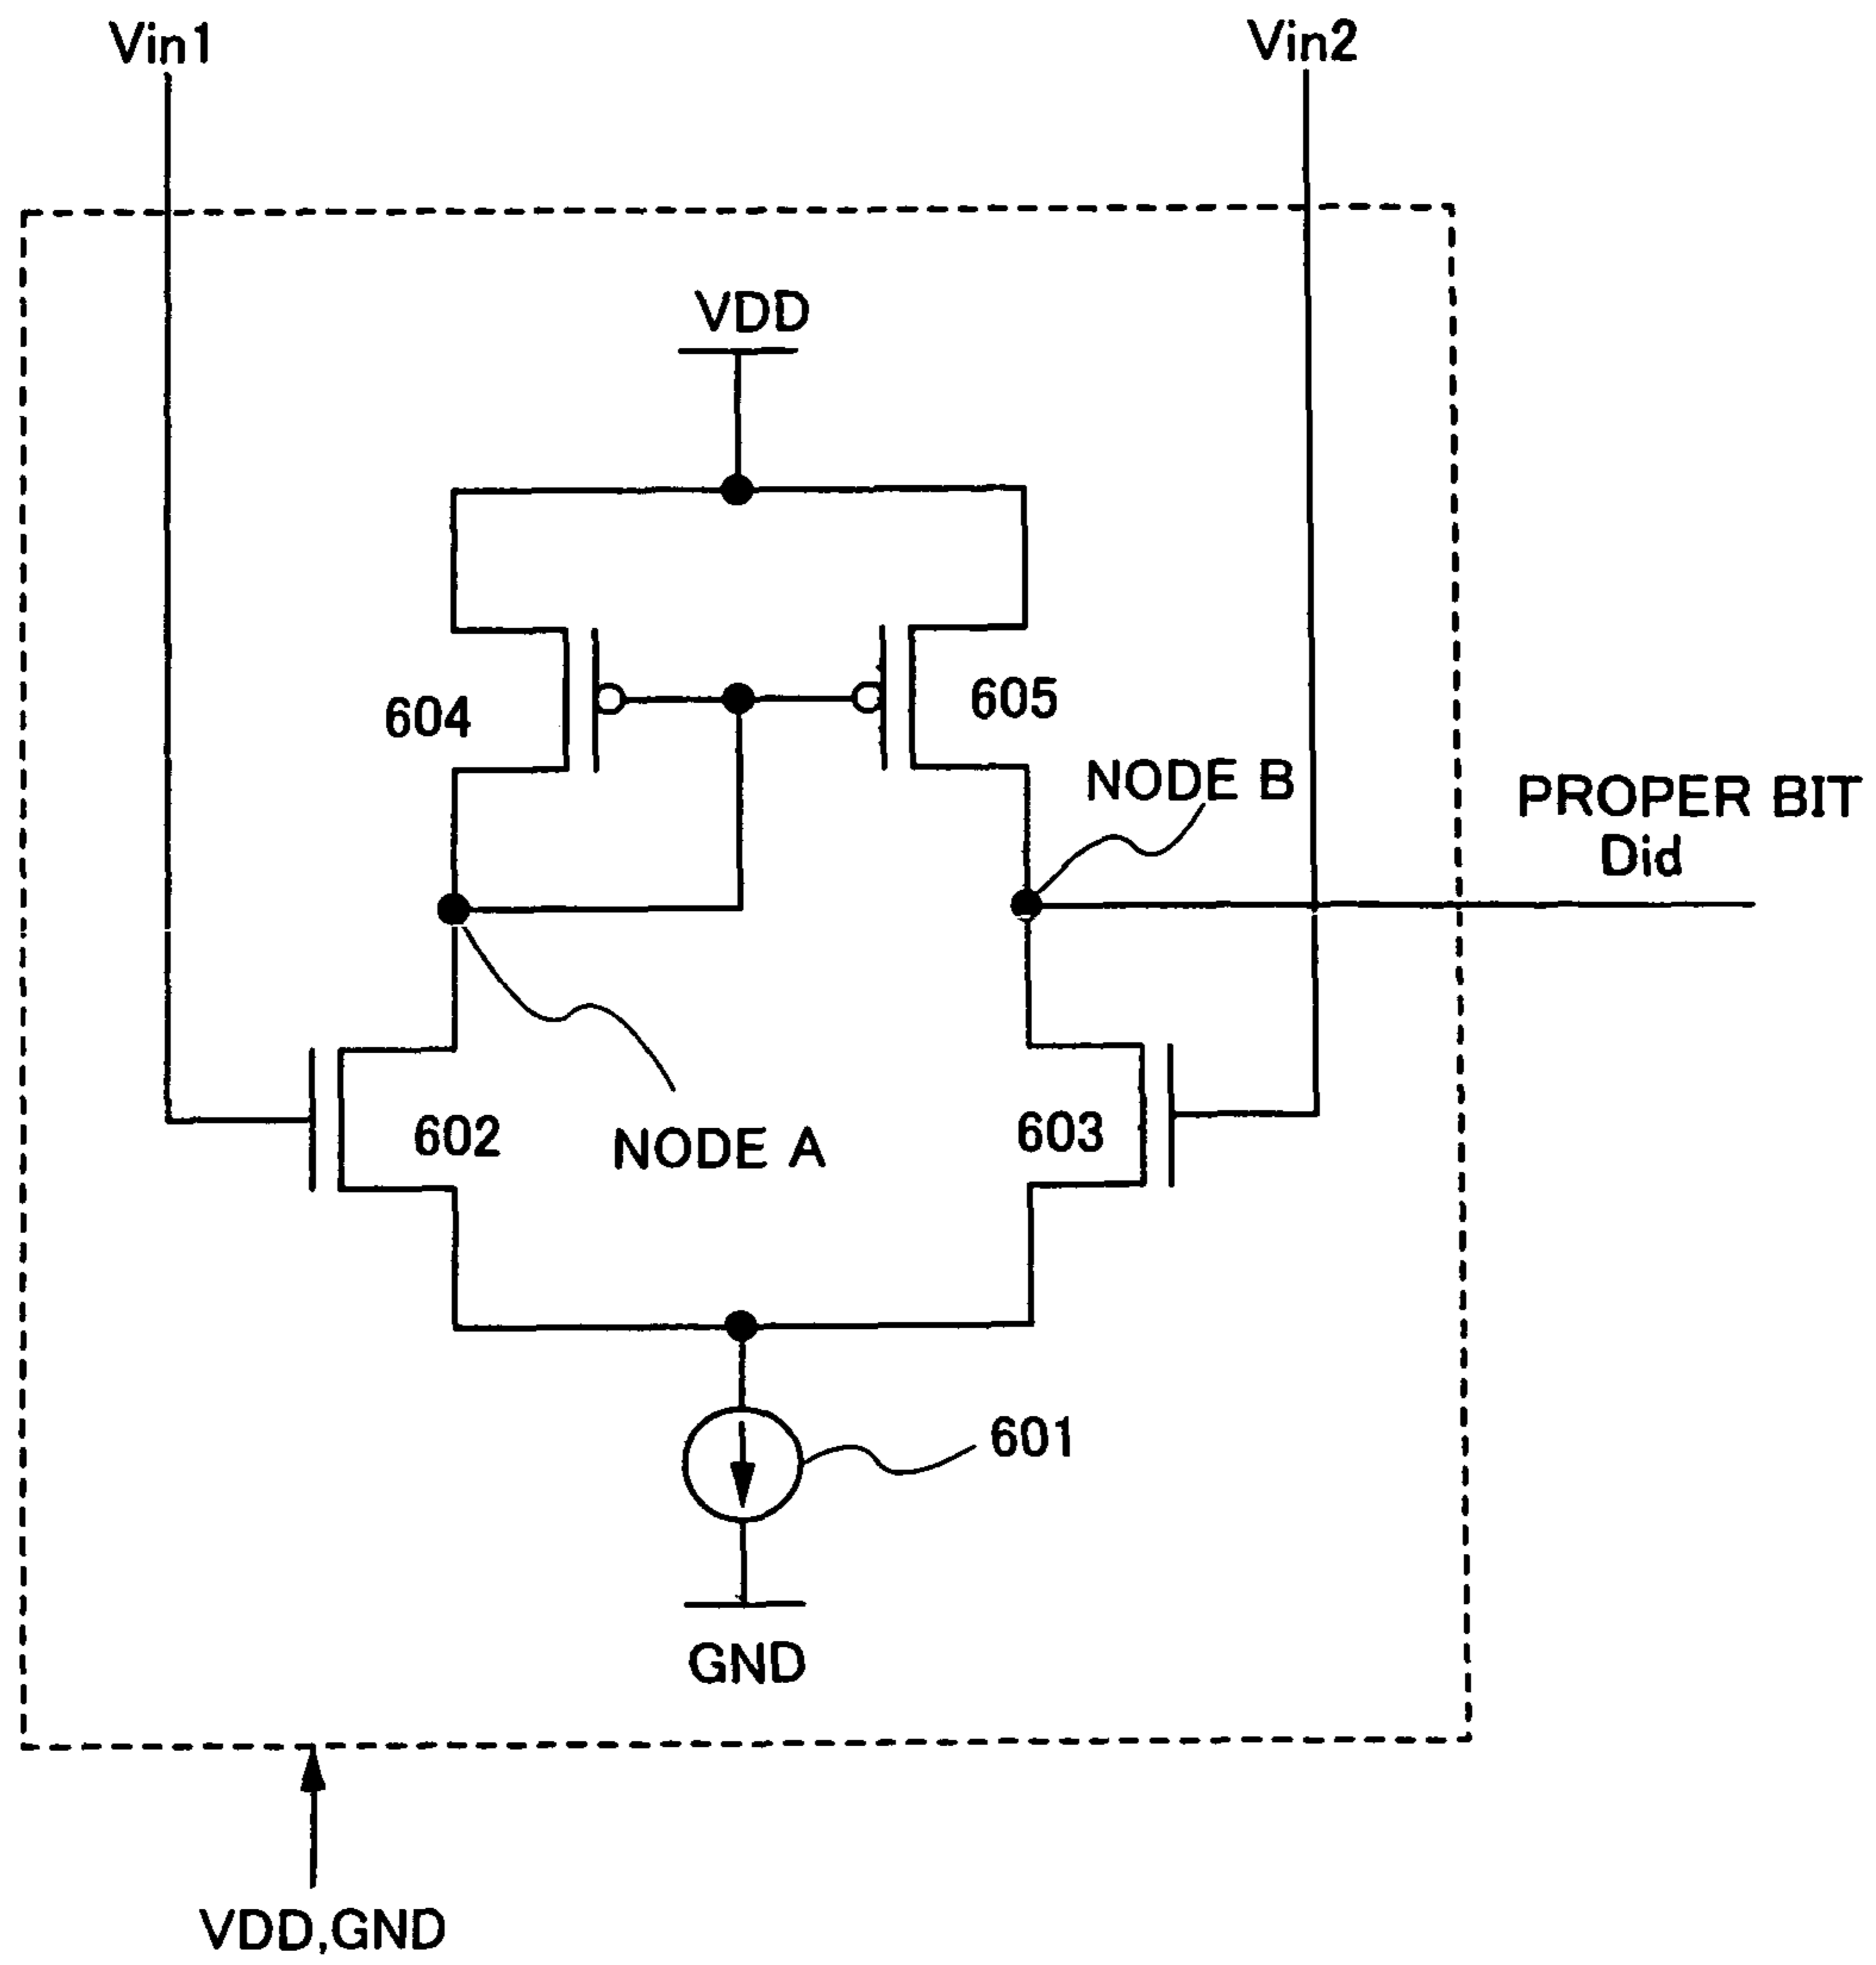 Vin1
Vin2
VDD
604
605
NODE B
PROPER BIT
Did
602
NODE A
603
601
GND
VDD,GND